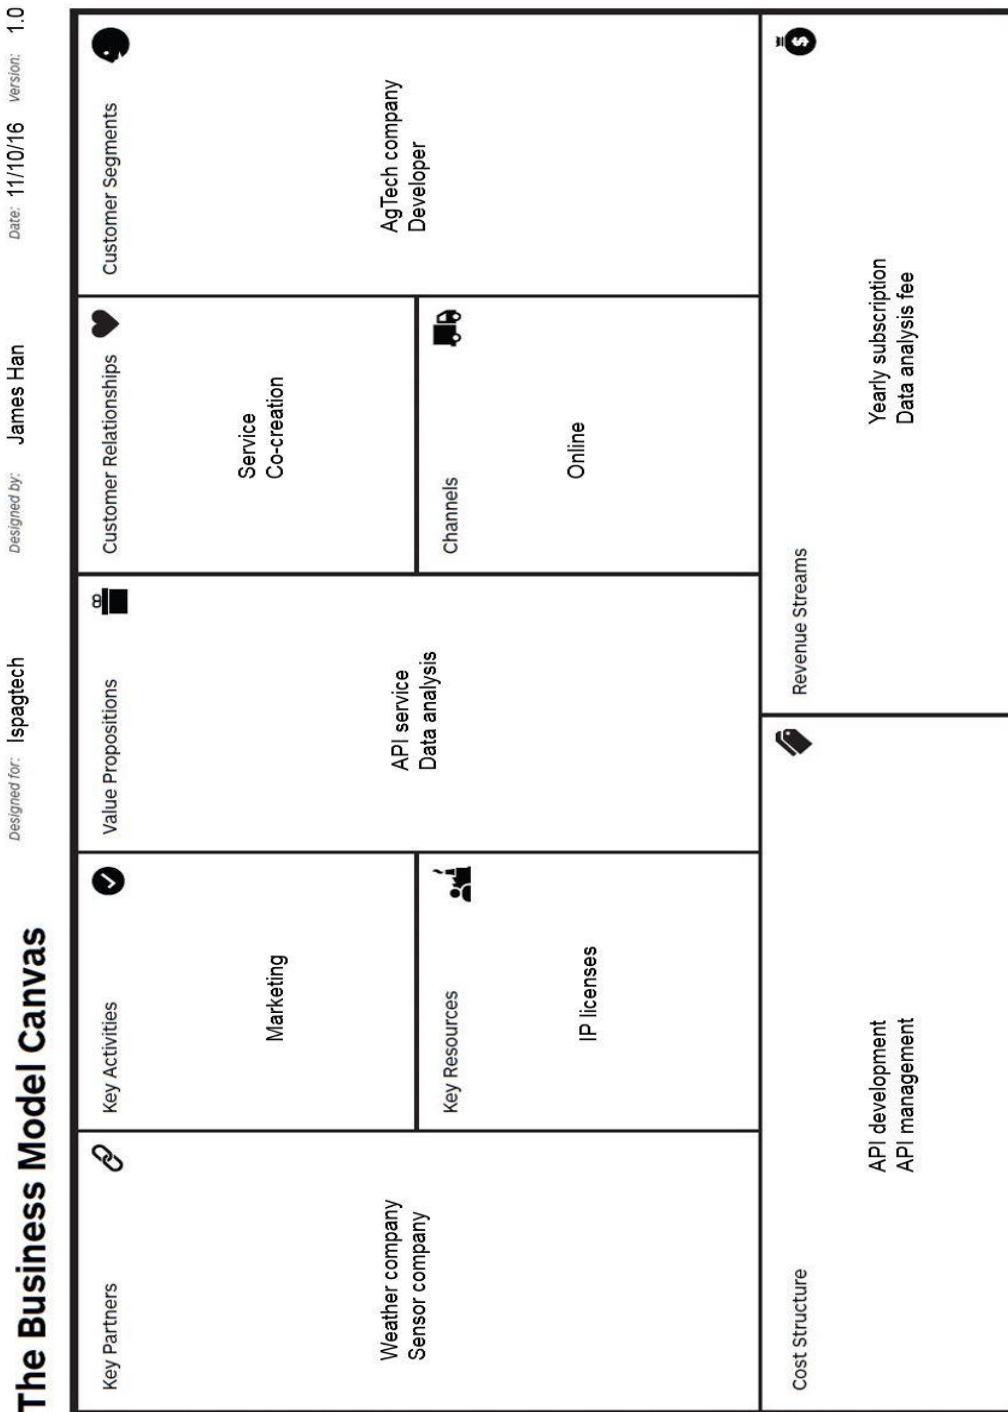 The Business Model Canvas
Designed for: Ispagtech
Designed by: James Han
Date: 11/10/16
Version: 1.0
Key Partners
Weather company
Sensor company
Key Activities
Marketing
Key Resources
IP licenses
Value Propositions
API service
Data analysis
Customer Relationships
Service
Co-creation
Channels
Online
Customer Segments
AgTech company
Developer
Cost Structure
API development
API management
Revenue Streams
Yearly subscription
Data analysis fee